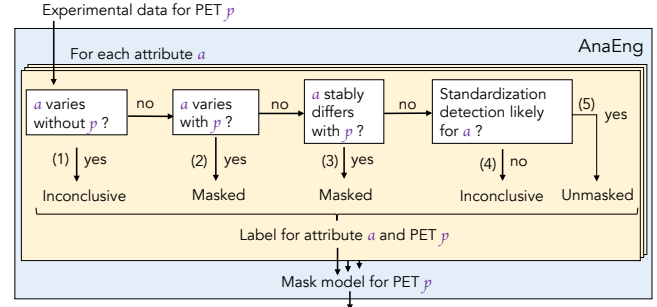 Experimental data for PET p
AnaEng
For each attribute a
a varies
without p ?
no
a varies
with p ?
no
a stably
differs
with p ?
no
Standardization
detection likely
for a ?
(5)
yes
(1)
yes
(2)
yes
(3)
yes
(4)
no
Inconclusive
Masked
Masked
Inconclusive
Unmasked
Label for attribute a and PET p
Mask model for PET p